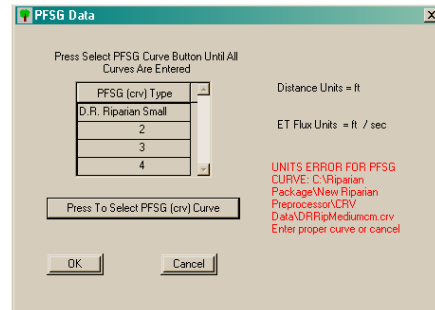 PFSG Data
Press Select PFSG Curve Button Until All
Curves Are Entered
PFSG (crv) Type
D.R. Riparian Small
2
3
4
Press To Select PFSG (crv) Curve
OK
Cancel
Distance Units = ft
ET Flux Units = ft / sec
UNITS ERROR FOR PFSG
CURVE: C:\Riparian
Package\New Riparian
Preprocessor\CRV
Data\DRRipMediumcm.crv
Enter proper curve or cancel